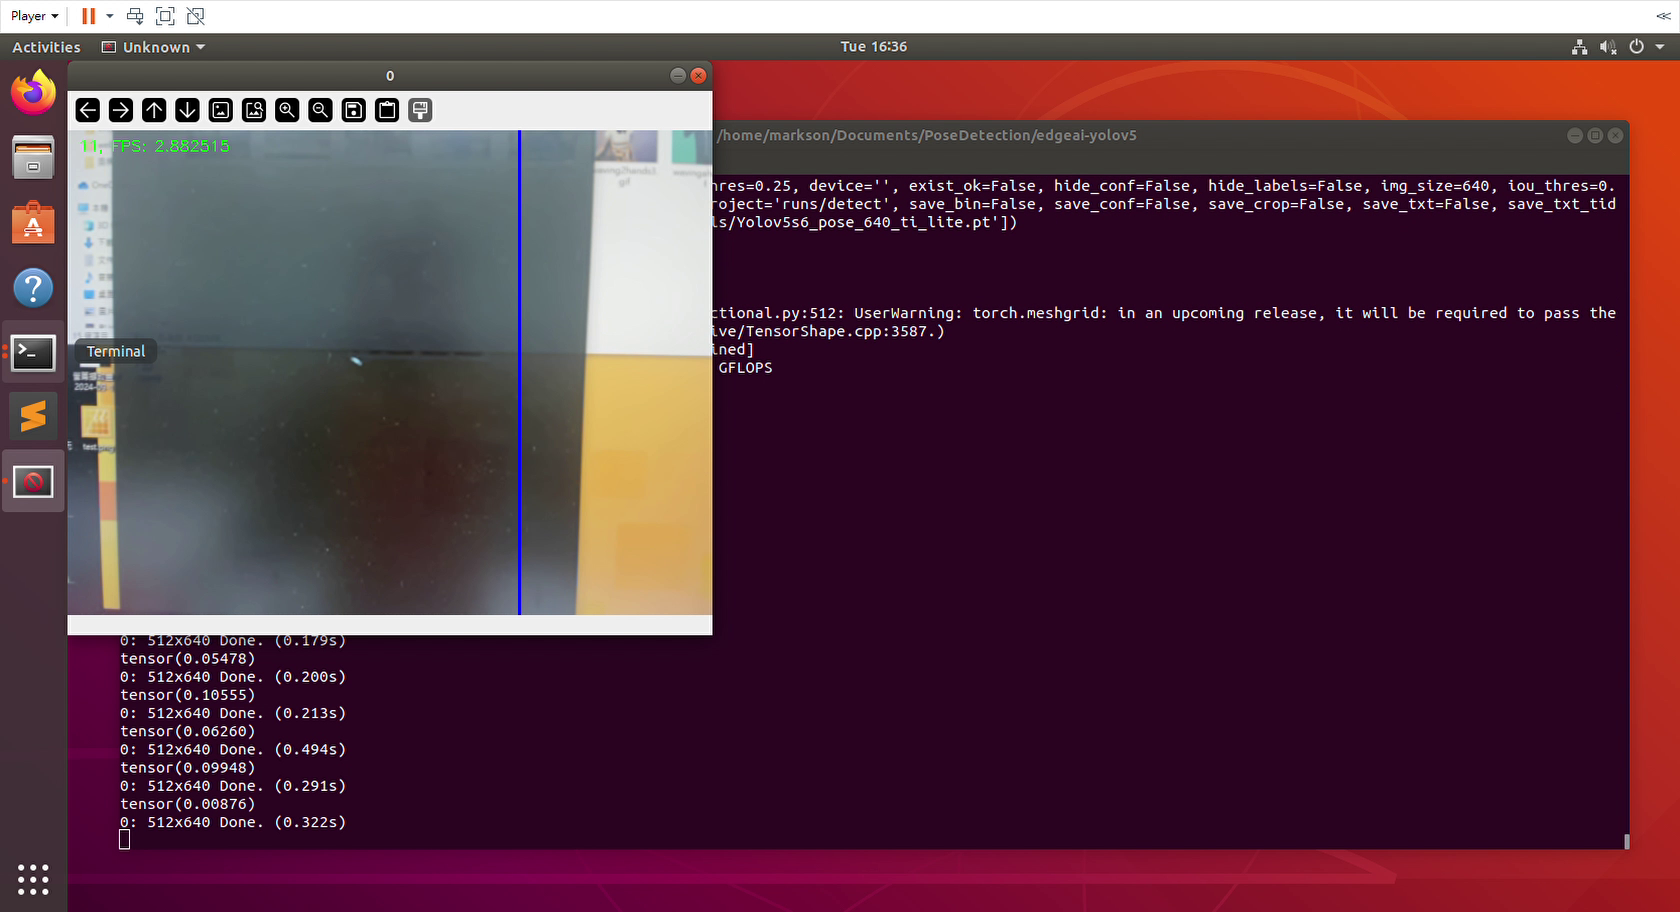 Player
Activities
Unknown
Tue 16:36
0
11, FPS: 2.882515
Terminal
test.png
/home/markson/Documents/PoseDetection/edgeai-yolov5
hres=0.25, device='', exist_ok=False, hide_conf=False, hide_labels=False, img_size=640, iou_thres=0.
roject='runs/detect', save_bin=False, save_conf=False, save_crop=False, save_txt=False, save_txt_tid
ls/Yolov5s6_pose_640_ti_lite.pt'])
ctional.py:512: UserWarning: torch.meshgrid: in an upcoming release, it will be required to pass the
ive/TensorShape.cpp:3587.)
ined]
GFLOPS
0: 512x640 Done. (0.179s)
tensor(0.05478)
0: 512x640 Done. (0.200s)
tensor(0.10555)
0: 512x640 Done. (0.213s)
tensor(0.06260)
0: 512x640 Done. (0.494s)
tensor(0.09948)
0: 512x640 Done. (0.291s)
tensor(0.00876)
0: 512x640 Done. (0.322s)